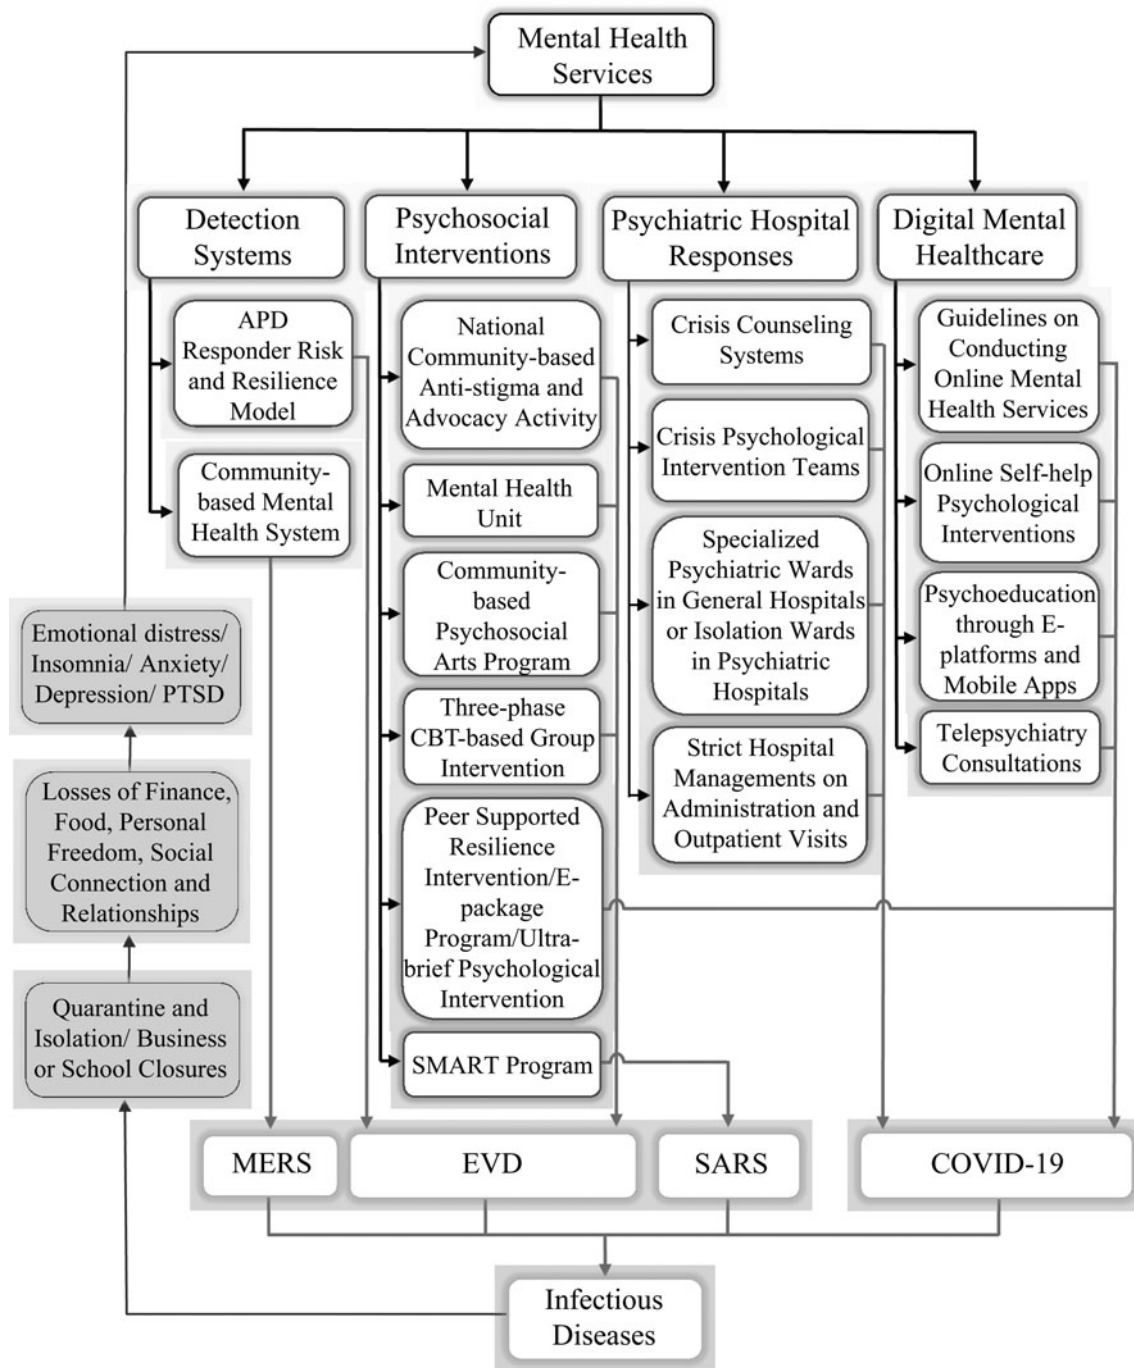 Mental Health
Services
Detection
Systems
Psychosocial
Interventions
Psychiatric Hospital
Responses
Digital Mental
Healthcare
APD
Responder Risk
and Resilience
Model
Community-
based Mental
Health System
National
Community-based
Anti-stigma and
Advocacy Activity
Mental Health
Unit
Community-
based
Psychosocial
Arts Program
Three-phase
CBT-based Group
Intervention
Peer Supported
Resilience
Intervention/E-
package
Program/Ultra-
brief Psychological
Intervention
SMART Program
Crisis Counseling
Systems
Crisis Psychological
Intervention Teams
Specialized
Psychiatric Wards
in General Hospitals
or Isolation Wards
in Psychiatric
Hospitals
Strict Hospital
Managements on
Administration and
Outpatient Visits
Guidelines on
Conducting
Online Mental
Health Services
Online Self-help
Psychological
Interventions
Psychoeducation
through E-
platforms and
Mobile Apps
Telepsychiatry
Consultations
Emotional distress/
Insomnia/ Anxiety/
Depression/ PTSD
Losses of Finance,
Food, Personal
Freedom, Social
Connection and
Relationships
Quarantine and
Isolation/ Business
or School Closures
MERS
EVD
SARS
COVID-19
Infectious
Diseases